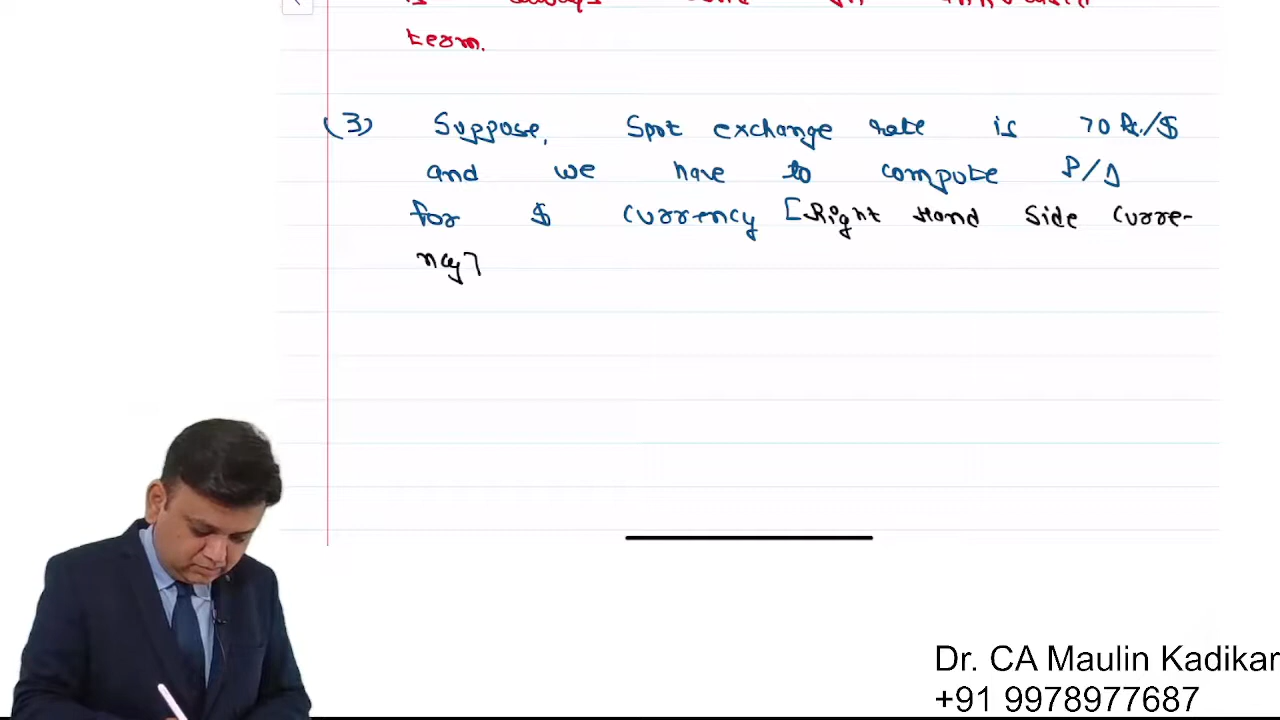 term.
(3) Suppose, Spot exchange rate is 70 Rs./$
and we have to compute P/D
for $ currency [Right Hand Side Curre-
ncy]
Dr. CA Maulin Kadikar
+91 9978977687